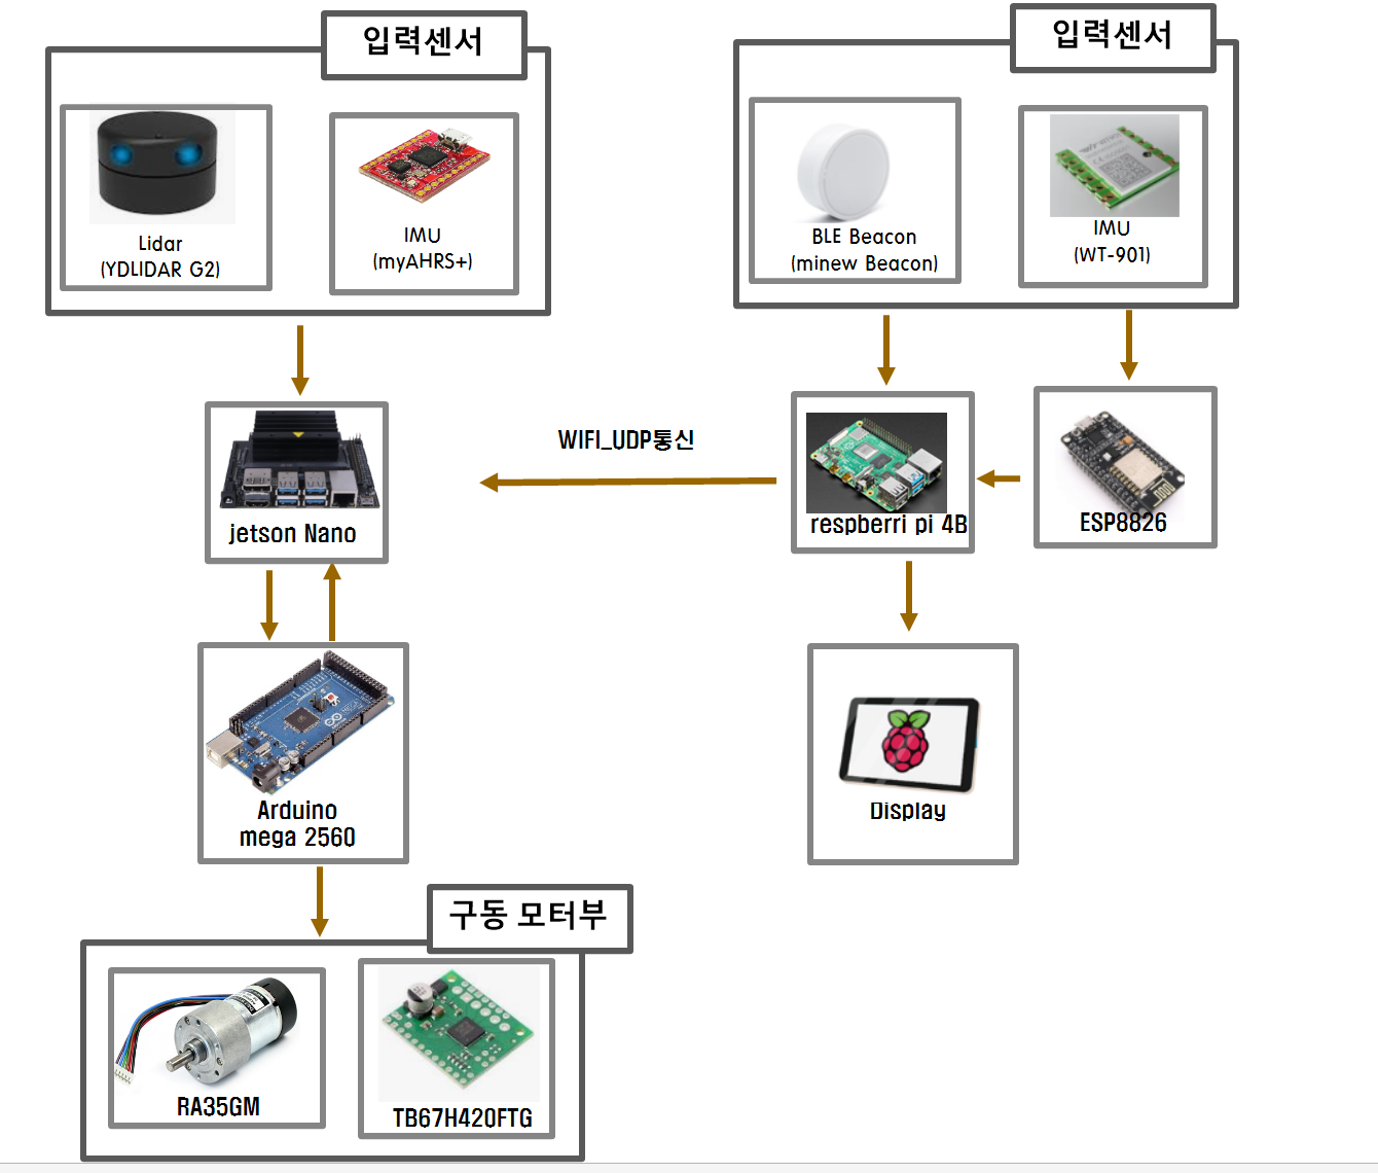 입력센서
Lidar
(YDLIDAR G2)
IMU
(myAHRS+)
입력센서
BLE Beacon
(minew Beacon)
IMU
(WT-901)
jetson Nano
WIFI_UDP통신
respberri pi 4B
ESP8826
Arduino
mega 2560
Display
구동 모터부
RA35GM
TB67H420FTG